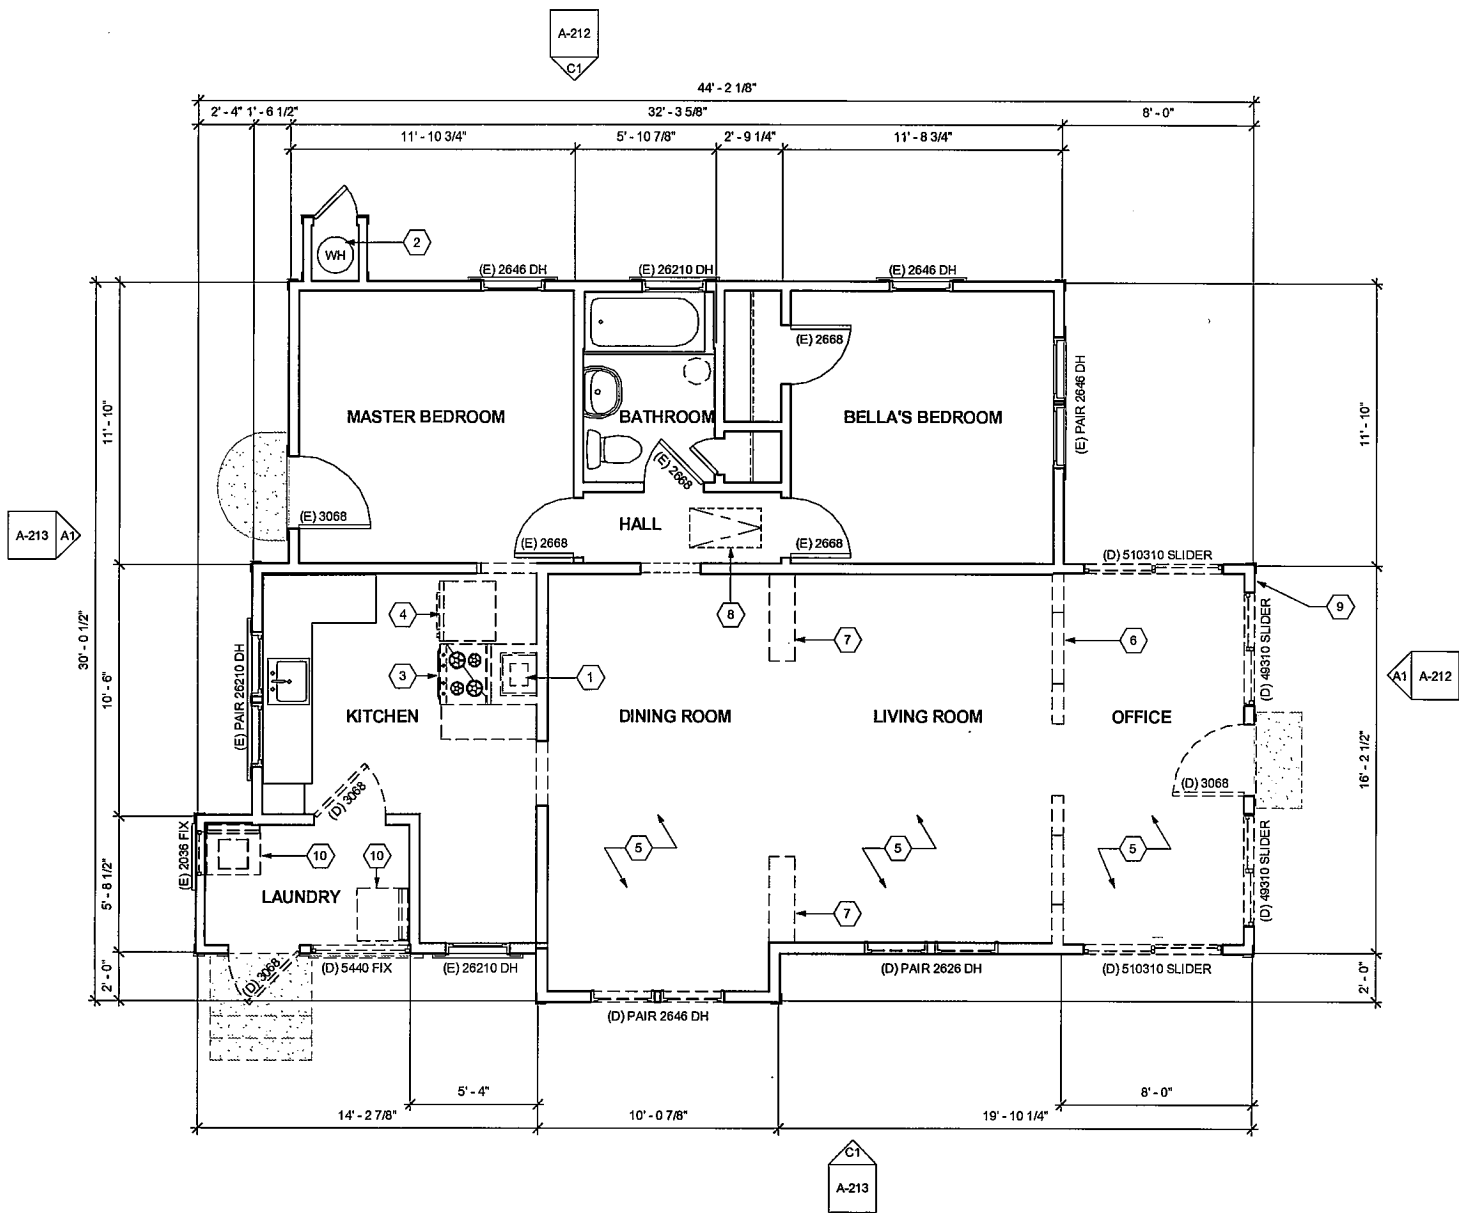 A-212
C1
44' - 2 1/8"
2' - 4" 1' - 6 1/2"
32' - 3 5/8"
8' - 0"
11' - 10 3/4"
5' - 10 7/8"
2' - 9 1/4"
11' - 8 3/4"
WH
2
(E) 2646 DH
(E) 26210 DH
(E) 2646 DH
(E) 2668
(E) PAIR 2646 DH
11' - 10"
11' - 10"
MASTER BEDROOM
BATHROOM
BELLA'S BEDROOM
(E) 2668
(E) 3068
HALL
A-213
A1
(E) 2668
(E) 2668
(D) 510310 SLIDER
4
8
7
6
9
(D) 49310 SLIDER
30' - 0 1/2"
10' - 6"
(E) PAIR 26210 DH
3
1
A1
A-212
KITCHEN
DINING ROOM
LIVING ROOM
OFFICE
16' - 2 1/2"
(D) 3068
(D) 3068
(E) 2036 FIX
10
10
5
5
5
(D) 49310 SLIDER
5' - 8 1/2"
LAUNDRY
7
2' - 0"
(D) 3068
(D) 5440 FIX
(E) 26210 DH
(D) PAIR 2626 DH
(D) 510310 SLIDER
2' - 0"
(D) PAIR 2646 DH
5' - 4"
8' - 0"
14' - 2 7/8"
10' - 0 7/8"
19' - 10 1/4"
C1
A-213